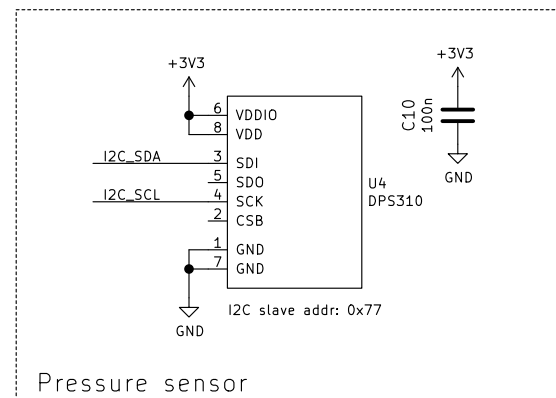 +3V3
+3V3
6 VDDIO
8 VDD
C10
100n
I2C_SDA 3 SDI
5 SDO
I2C_SCL 4 SCK
2 CSB
U4
DPS310
GND
1 GND
7 GND
I2C slave addr: 0x77
GND
Pressure sensor